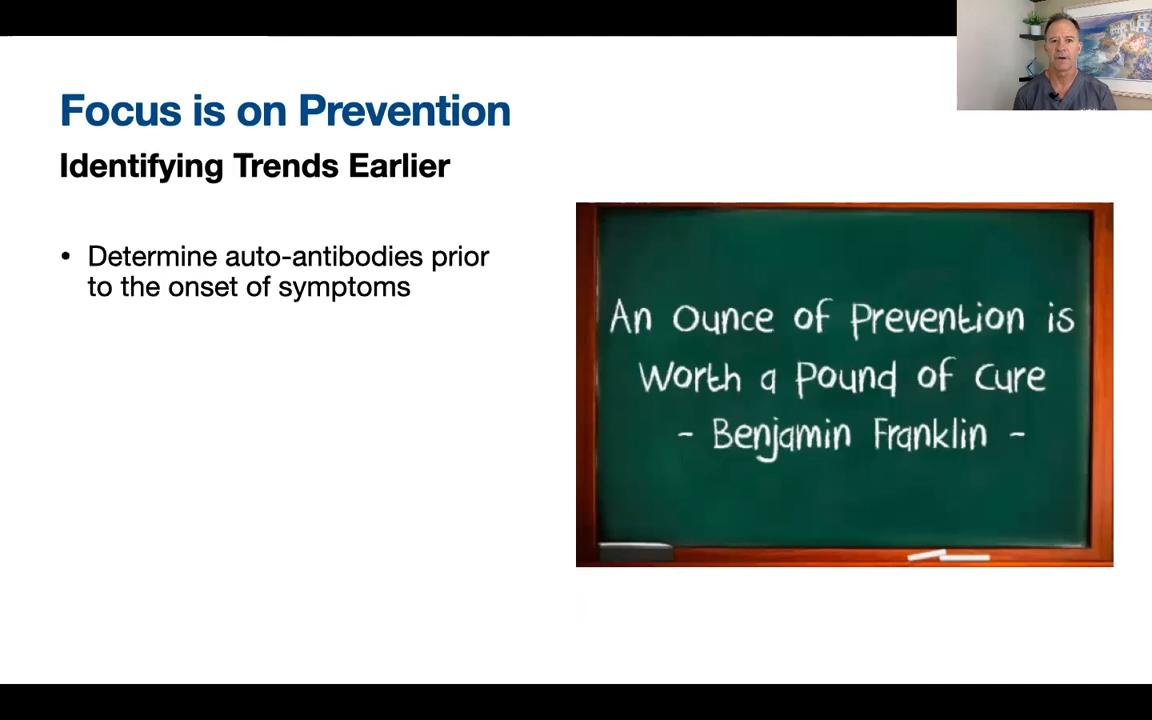 Focus is on Prevention
Identifying Trends Earlier
• Determine auto-antibodies prior
to the onset of symptoms
An Ounce of Prevention is
Worth a Pound of Cure
- Benjamin Franklin -